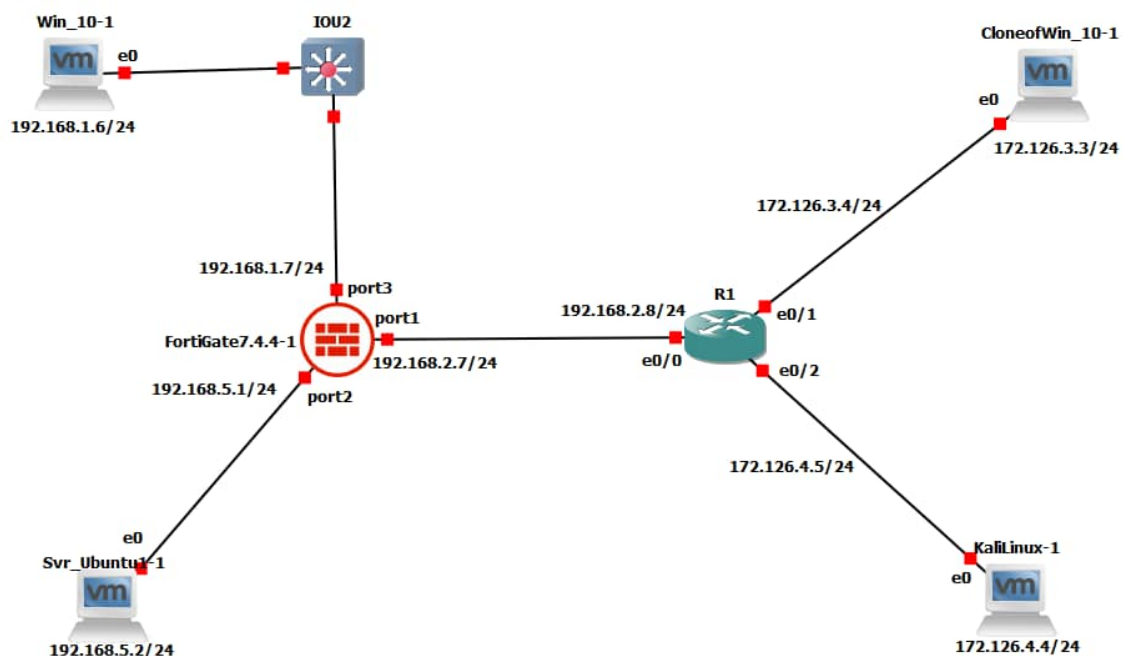 Win_10-1
IOU2
CloneofWin_10-1
vm
e0
vm
e0
192.168.1.6/24
172.126.3.3/24
172.126.3.4/24
192.168.1.7/24
port3
R1
192.168.2.8/24
e0/1
port1
FortiGate7.4.4-1
192.168.2.7/24
e0/0
e0/2
192.168.5.1/24
port2
172.126.4.5/24
e0
KaliLinux-1
Svr_Ubuntu1-1
e0
vm
vm
192.168.5.2/24
172.126.4.4/24